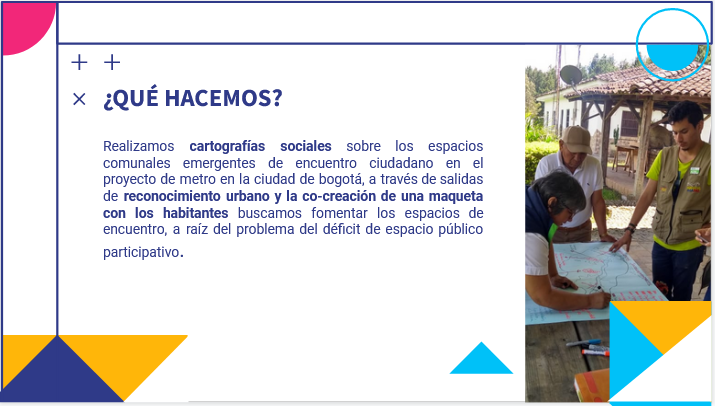 ¿QUÉ HACEMOS?
Realizamos cartografías sociales sobre los espacios
comunales emergentes de encuentro ciudadano en el
proyecto de metro en la ciudad de bogotá, a través de salidas
de reconocimiento urbano y la co-creación de una maqueta
con los habitantes buscamos fomentar los espacios de
encuentro, a raíz del problema del déficit de espacio público
participativo.